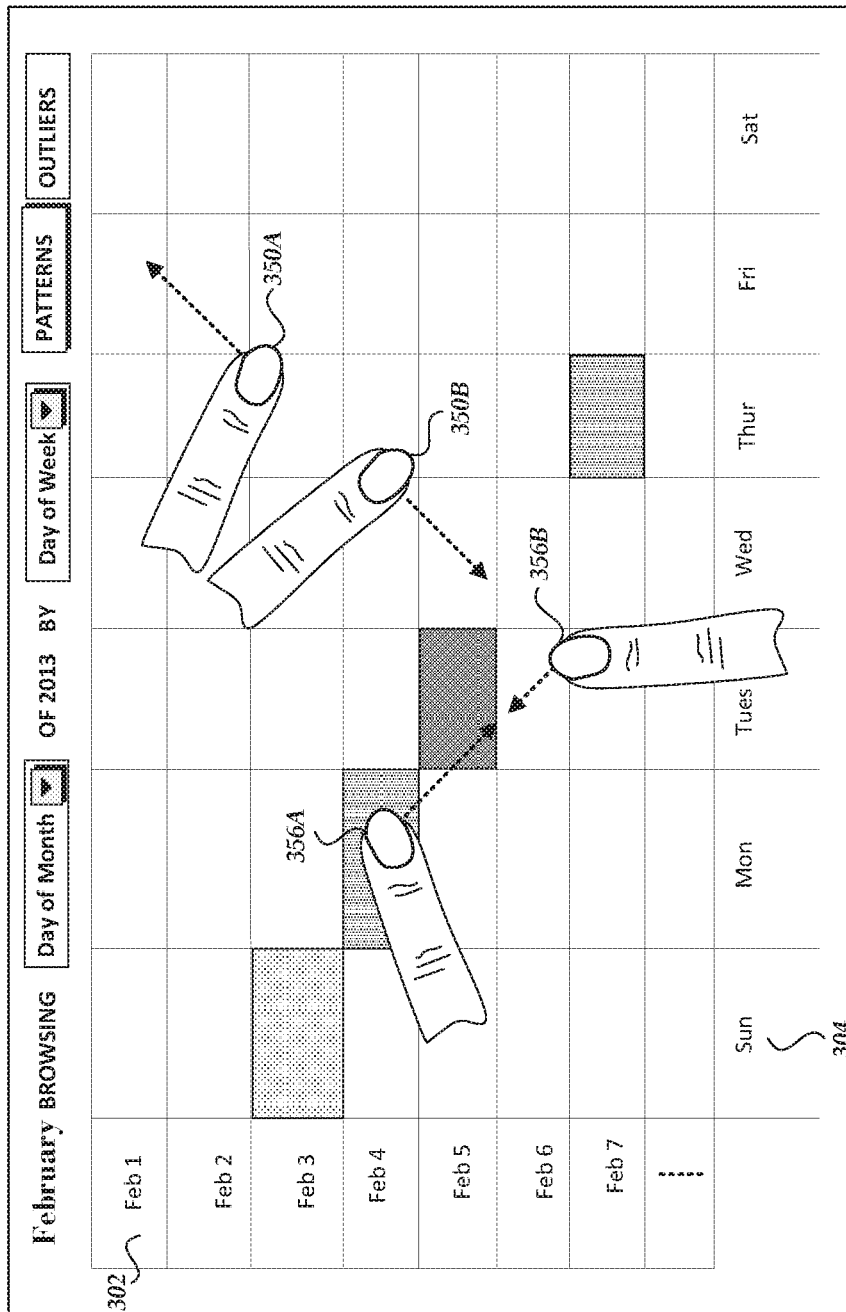 February BROWSING Day of Month OF 2013 BY Day of Week PATTERNS OUTLIERS
302
Feb 1
Feb 2
Feb 3
Feb 4
Feb 5
Feb 6
Feb 7
350A
350B
356A
356B
Sun Mon Tues Wed Thur Fri Sat
304